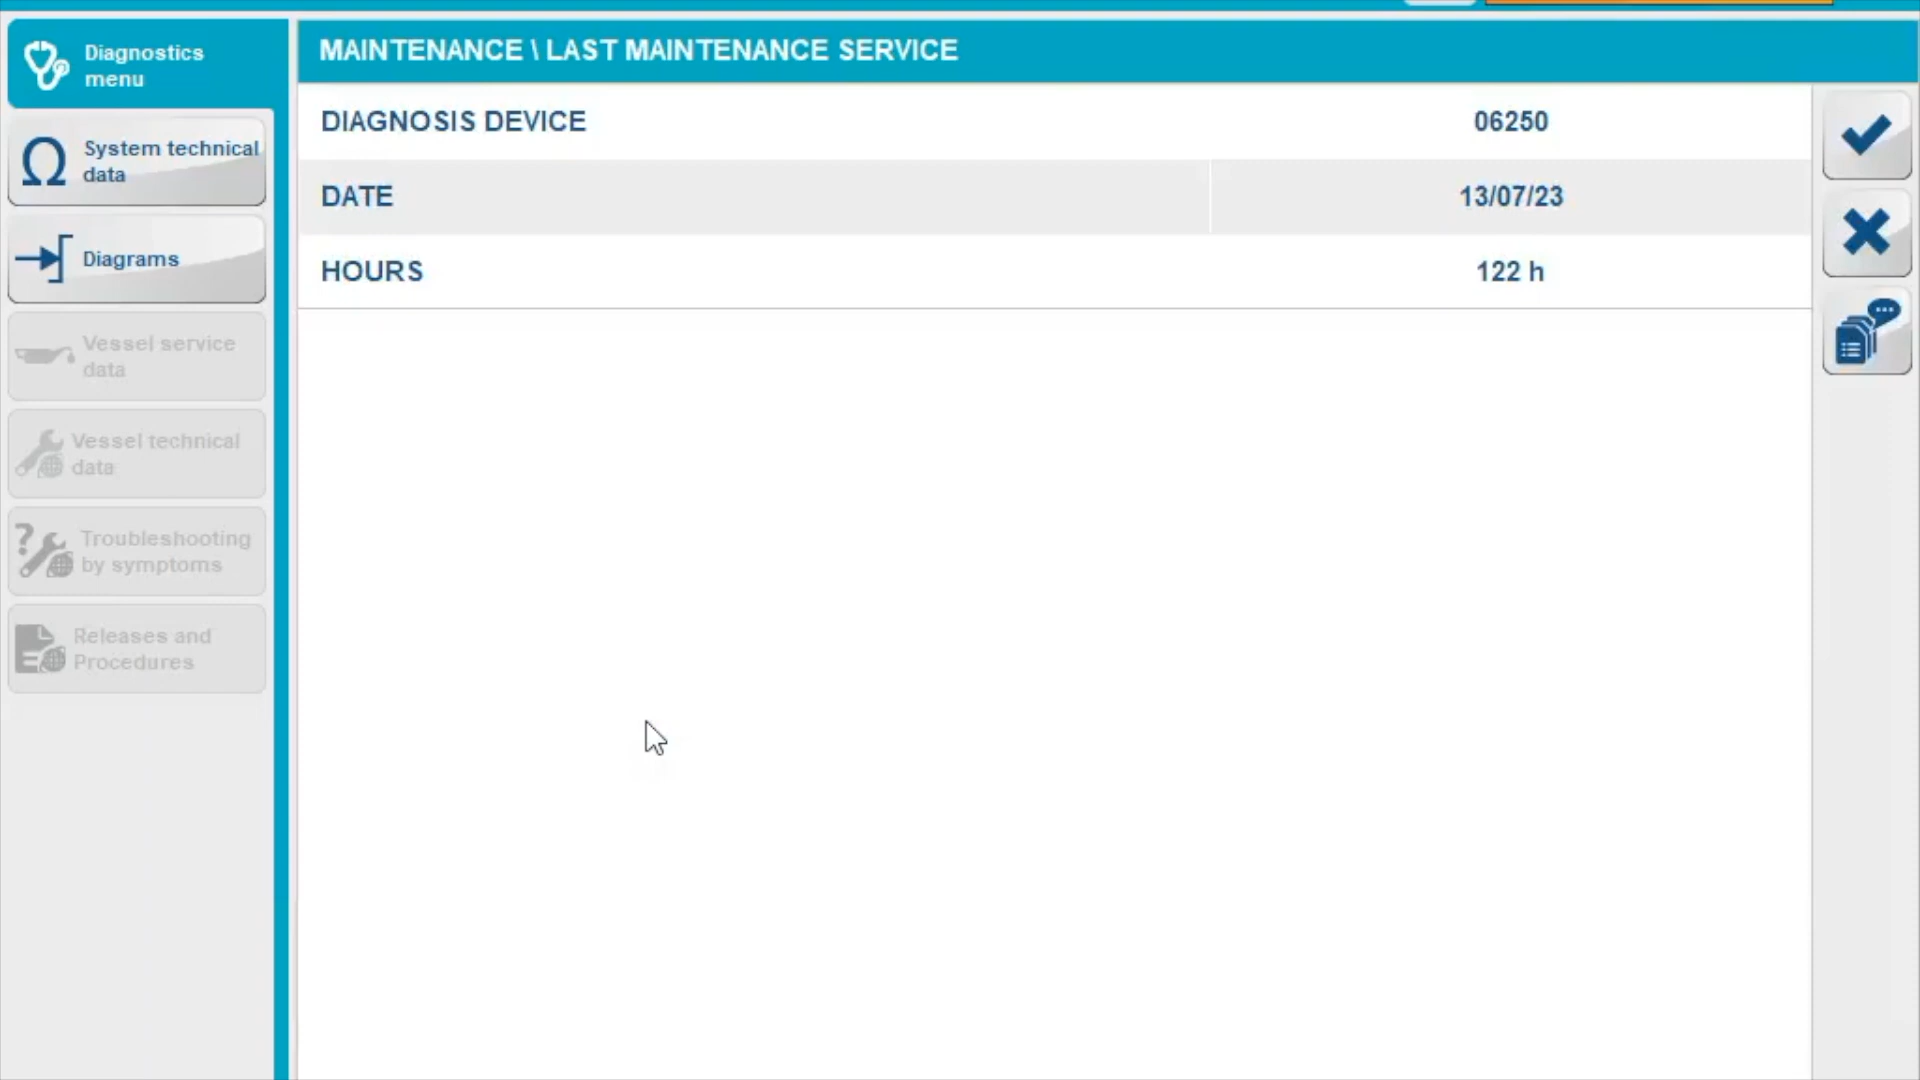 Diagnostics
menu
System technical
data
Diagrams
Vessel service
data
Vessel technical
data
Troubleshooting
by symptoms
Releases and
Procedures
MAINTENANCE \ LAST MAINTENANCE SERVICE
DIAGNOSIS DEVICE 06250
DATE 13/07/23
HOURS 122 h